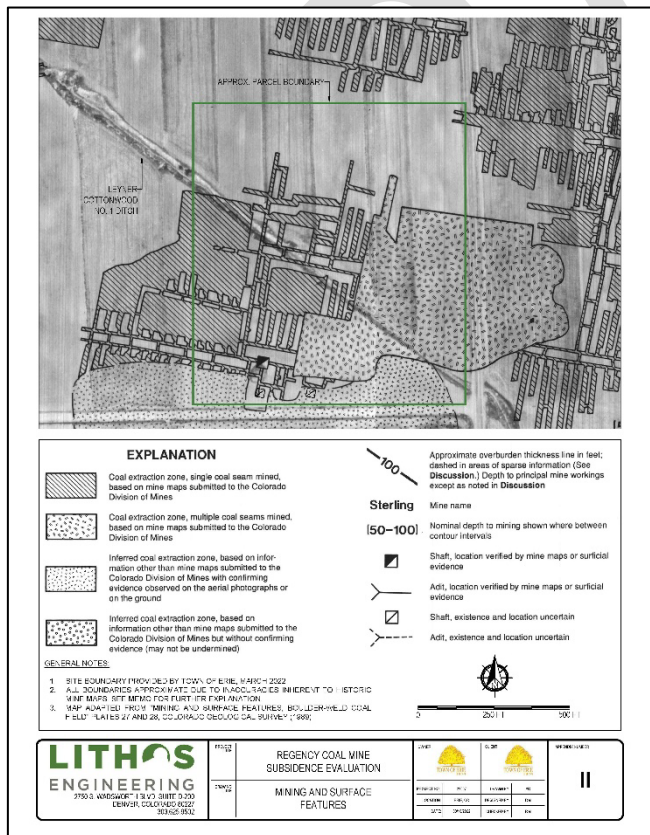 APPROX. PARCEL BOUNDARY
LEYNER
COTTONWOOD
NO. 1 DITCH
EXPLANATION
Coal extraction zone, single coal seam mined,
based on mine maps submitted to the Colorado
Division of Mines
Coal extraction zone, multiple coal seams mined,
based on mine maps submitted to the Colorado
Division of Mines
Inferred coal extraction zone, based on infor-
mation other than mine maps submitted to the
Colorado Division of Mines with confirming
evidence observed on the aerial photographs or
on the ground
Inferred coal extraction zone, based on
information other than mine maps submitted to the
Colorado Division of Mines but without confirming
evidence (may not be undermined)
100
Approximate overburden thickness line in feet;
dashed in areas of sparse information (See
Discussion.) Depth to principal mine workings
except as noted in Discussion
Sterling Mine name
[50-100] Nominal depth to mining shown where between
contour intervals
Shaft, location verified by mine maps or surficial
evidence
Adit, location verified by mine maps or surficial
evidence
Shaft, existence and location uncertain
Adit, existence and location uncertain
GENERAL NOTES:
1. SITE BOUNDARY PROVIDED BY TOWN OF ERIE, MARCH 2022
2. ALL BOUNDARIES APPROXIMATE DUE TO INACCURACIES INHERENT TO HISTORIC
MINE MAPS. SEE MEMO FOR FURTHER EXPLANATION
3. MAP ADAPTED FROM "MINING AND SURFACE FEATURES, BOULDER-WELD COAL
FIELD" PLATES 27 AND 28, COLORADO GEOLOGICAL SURVEY (1986)
0 250 FT 500 FT
LITHOS
ENGINEERING
2750 S. WADSWORTH BLVD. SUITE D-200
DENVER, COLORADO 80227
303.625.9502
REGENCY COAL MINE
SUBSIDENCE EVALUATION
MINING AND SURFACE
FEATURES
TOWN OF ERIE
TOWN OF ERIE
II